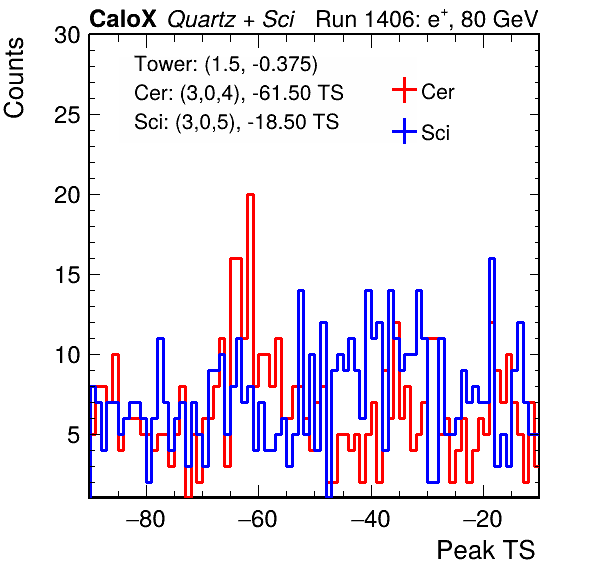 CaloX Quartz + Sci Run 1406: e+, 80 GeV
Counts
30
Tower: (1.5, -0.375)
Cer: (3,0,4), -61.50 TS
Sci: (3,0,5), -18.50 TS
Cer
Sci
25
20
15
10
5
−80 −60 −40 −20
Peak TS